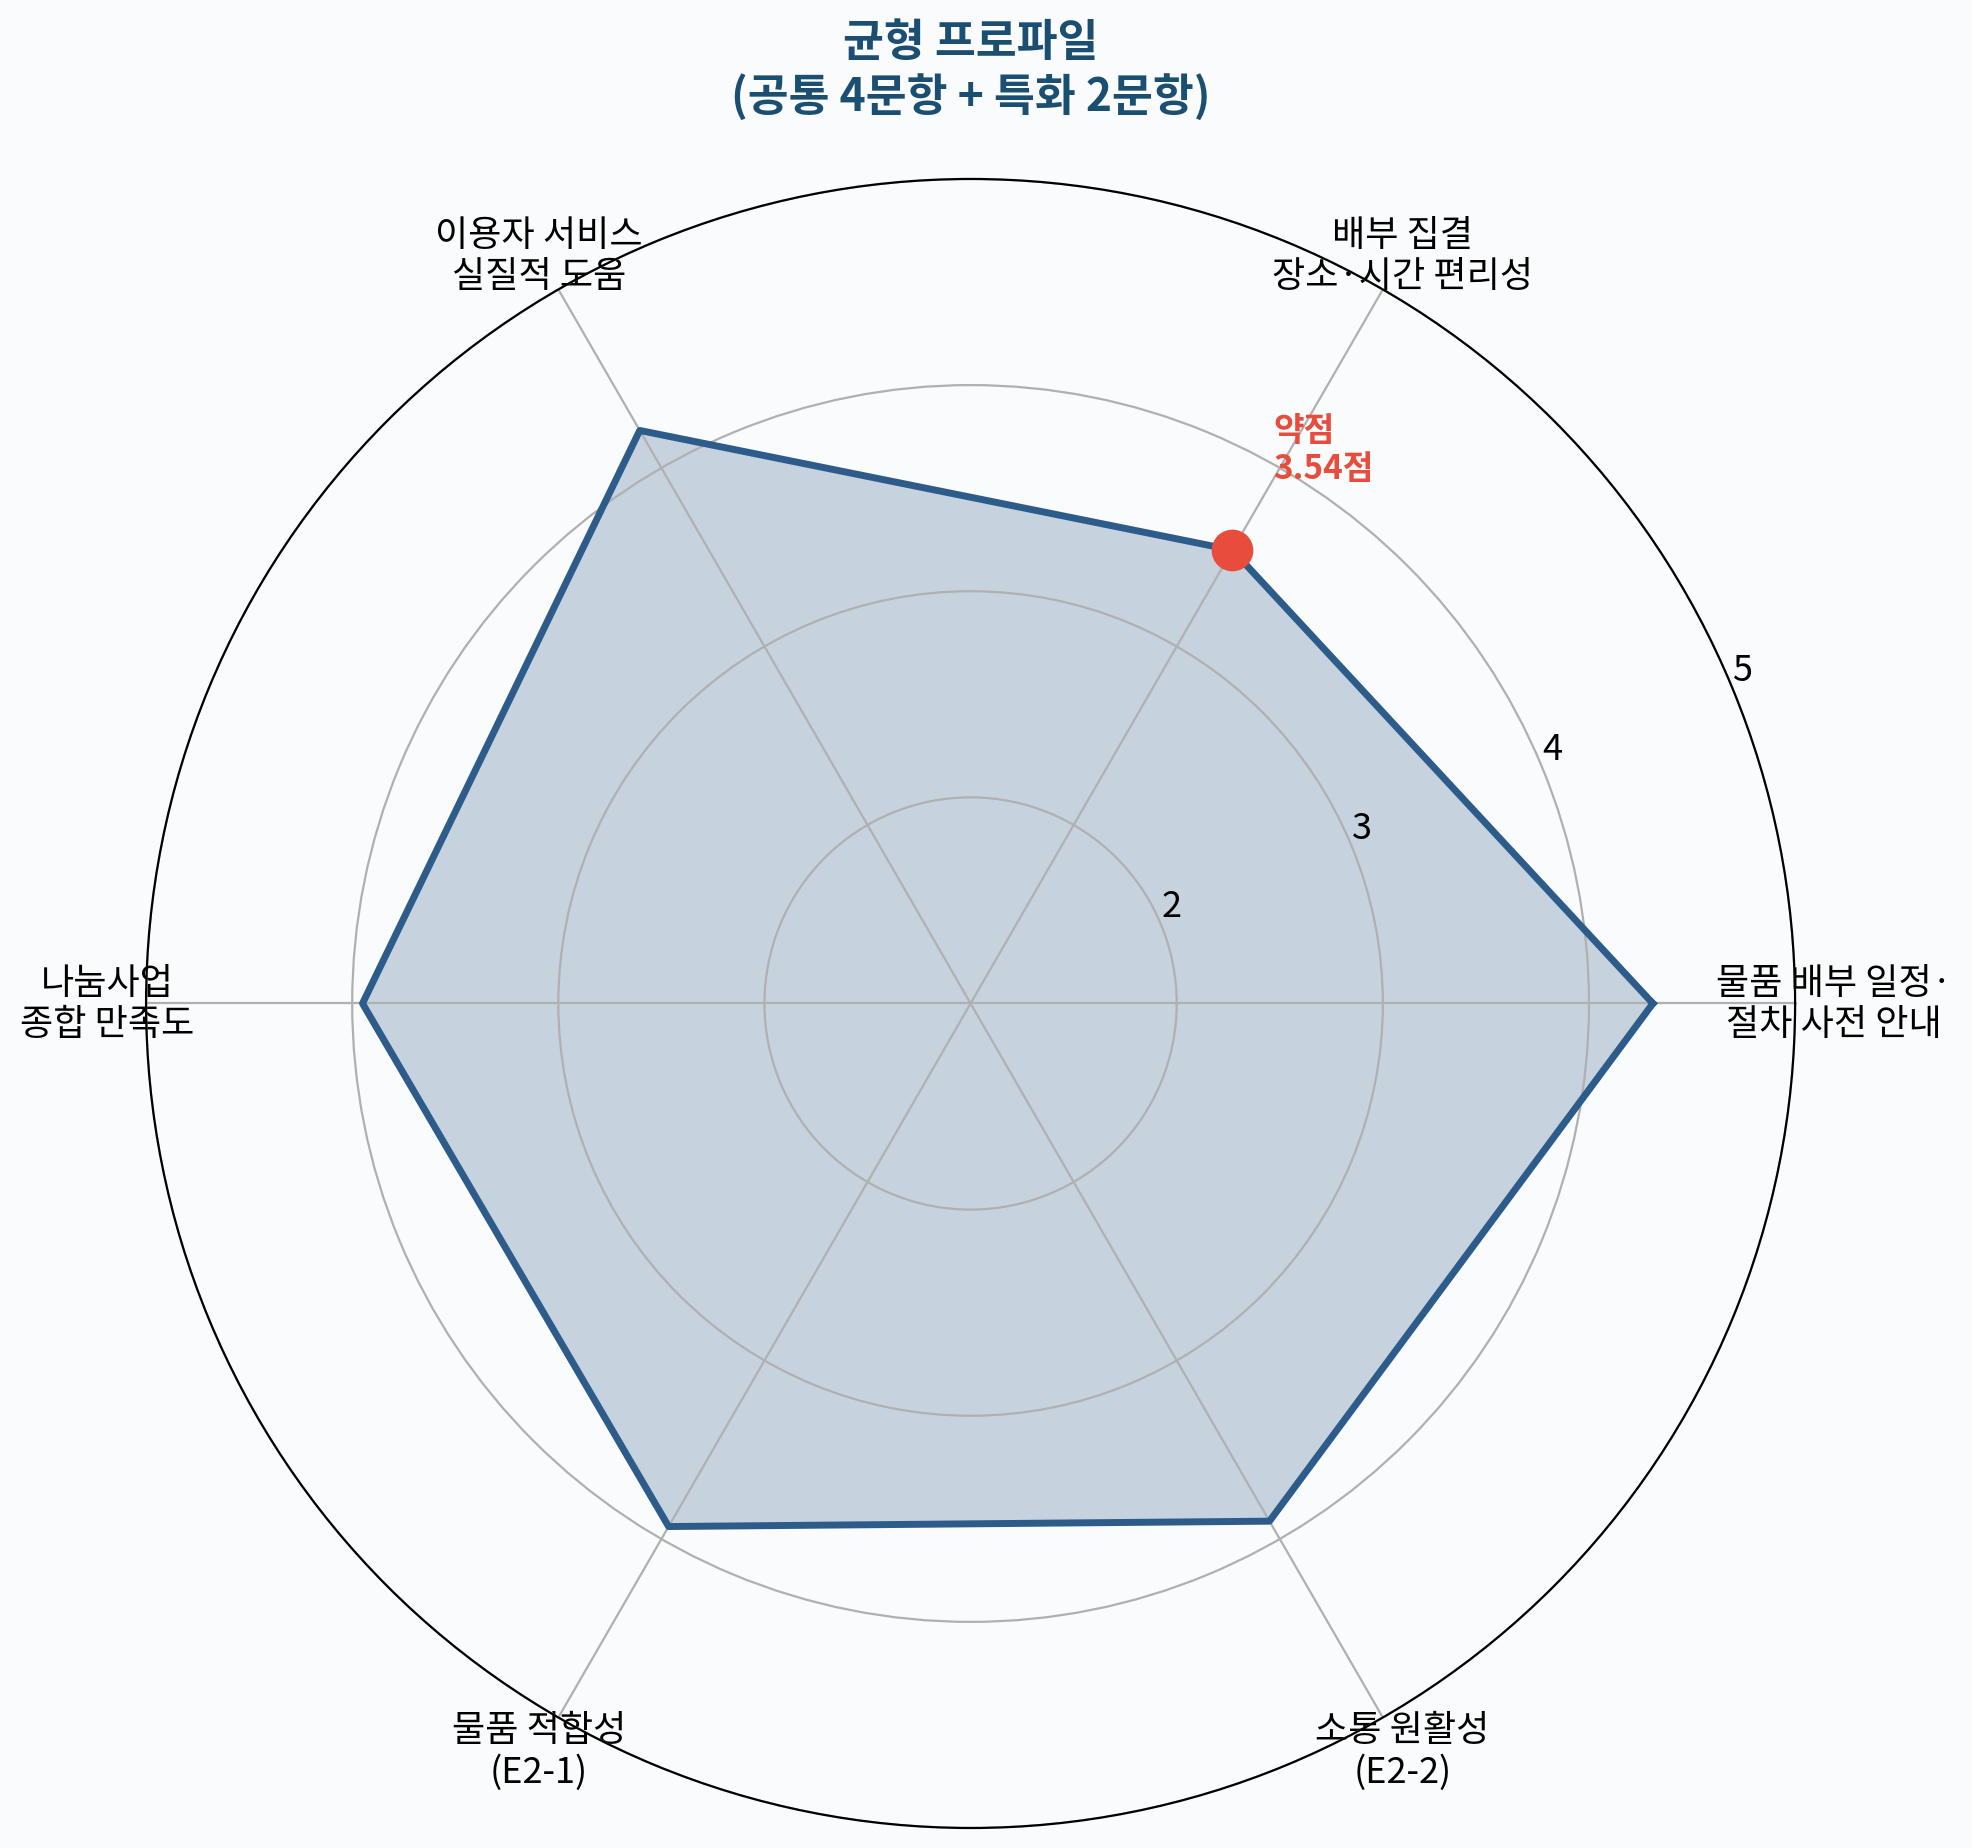 균형 프로파일
(공통 4문항 + 특화 2문항)
이용자 서비스
실질적 도움
배부 집결
장소·시간 편리성
약점
3.54점
5
4
3
2
나눔사업
종합 만족도
물품 배부 일정·
절차 사전 안내
물품 적합성
(E2-1)
소통 원활성
(E2-2)